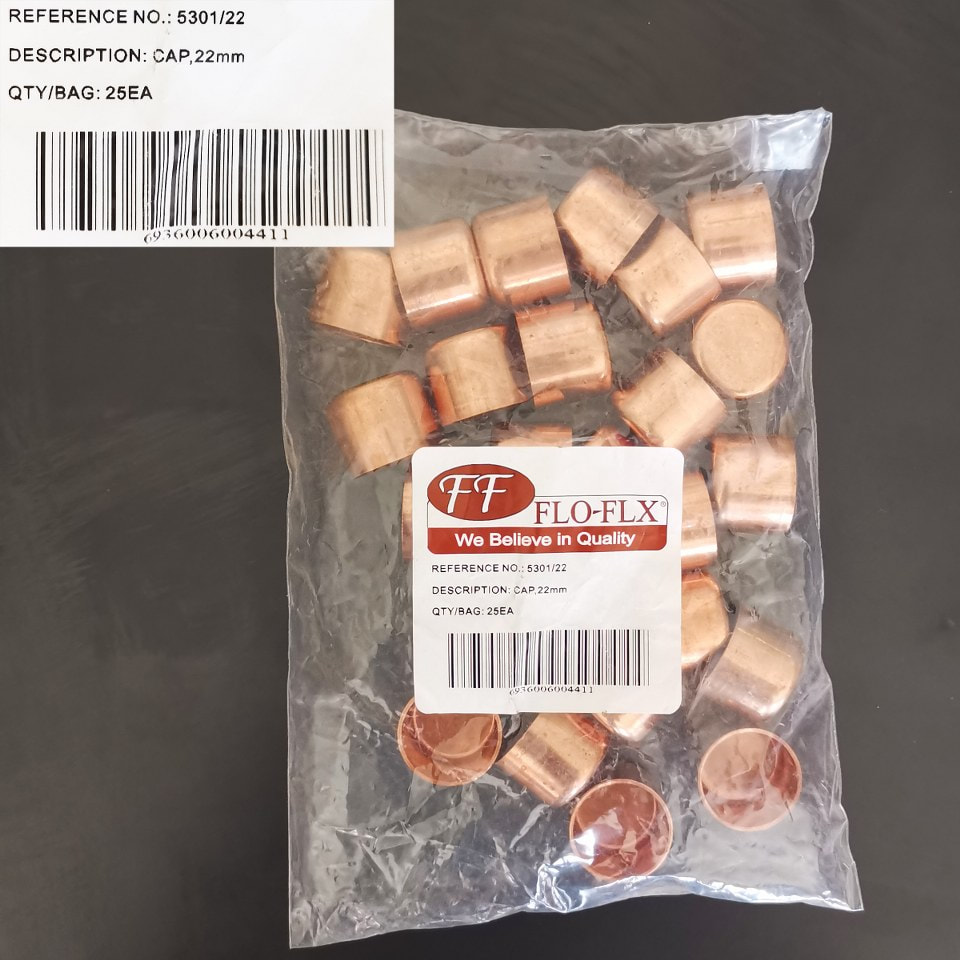 REFERENCE NO.: 5301/22
DESCRIPTION: CAP,22mm
QTY/BAG: 25EA
6936006004411
FF
FLO-FLX®
We Believe in Quality
REFERENCE NO.: 5301/22
DESCRIPTION: CAP,22mm
QTY/BAG: 25EA
6936006004411